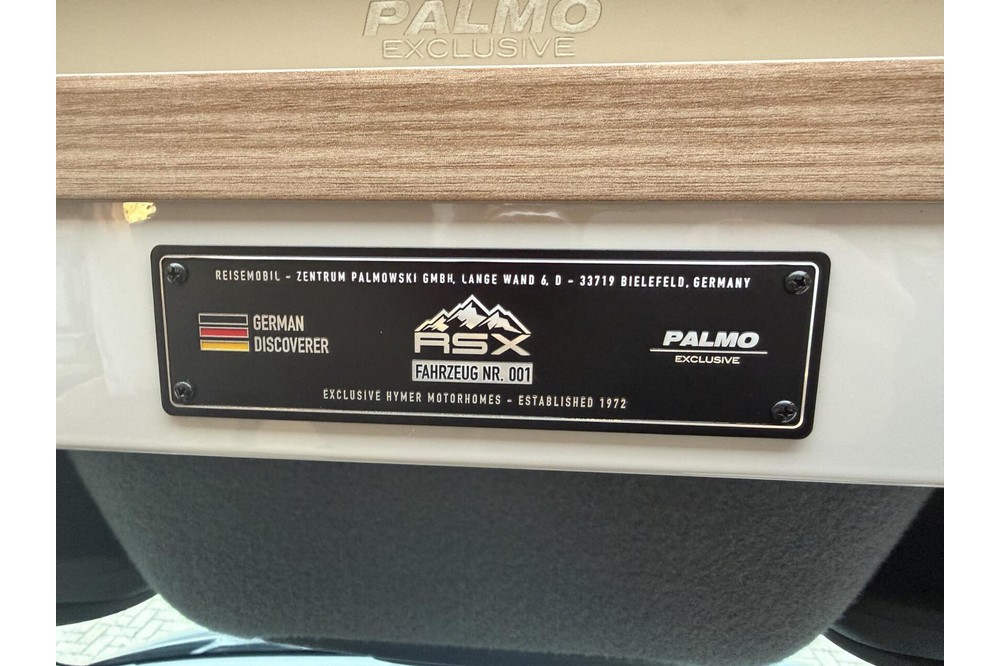 PALMO
EXCLUSIVE
REISEMOBIL - ZENTRUM PALMOWSKI GMBH, LANGE WAND 6, D - 33719 BIELEFELD, GERMANY
GERMAN
DISCOVERER
RSX
FAHRZEUG NR. 001
PALMO
EXCLUSIVE
EXCLUSIVE HYMER MOTORHOMES - ESTABLISHED 1972